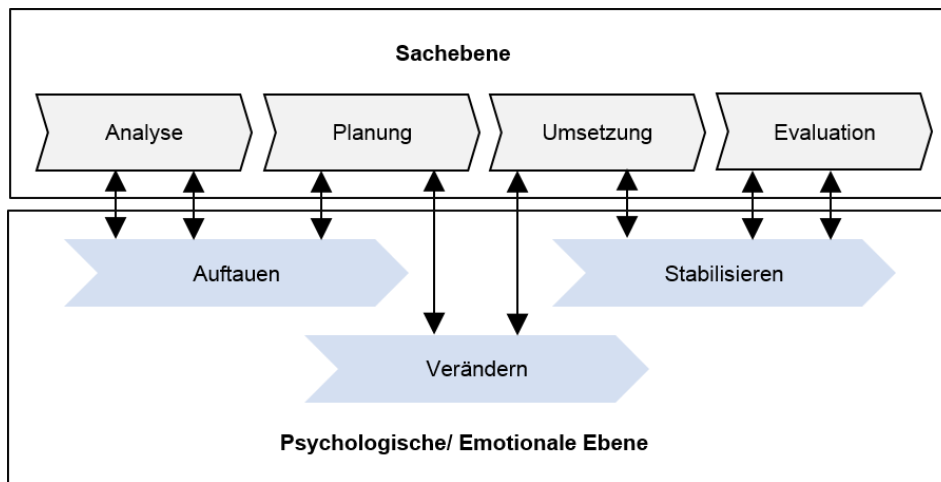 Sachebene
Analyse
Planung
Umsetzung
Evaluation
Auftauen
Stabilisieren
Verändern
Psychologische/ Emotionale Ebene